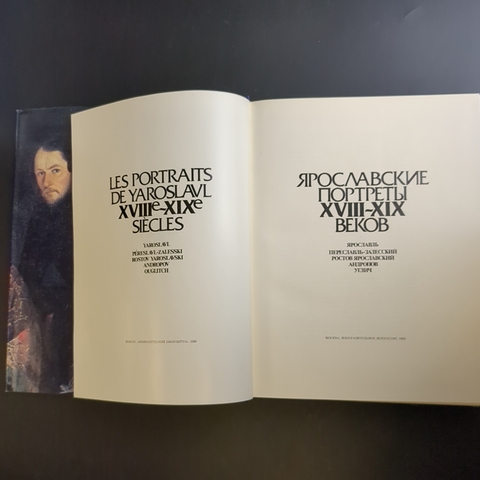 LES PORTRAITS
DE YAROSLAVL
XVIIIe-XIXe
SIÈCLES
YAROSLAVL
PÉRESLAVL-ZALESSKI
ROSTOV YAROSLAVSKI
ANDROPOV
OUGLITCH
ЯРОСЛАВСКИЕ
ПОРТРЕТЫ
XVIII-XIX
ВЕКОВ
ЯРОСЛАВЛЬ
ПЕРЕСЛАВЛЬ-ЗАЛЕССКИЙ
РОСТОВ ЯРОСЛАВСКИЙ
АНДРОПОВ
УГЛИЧ